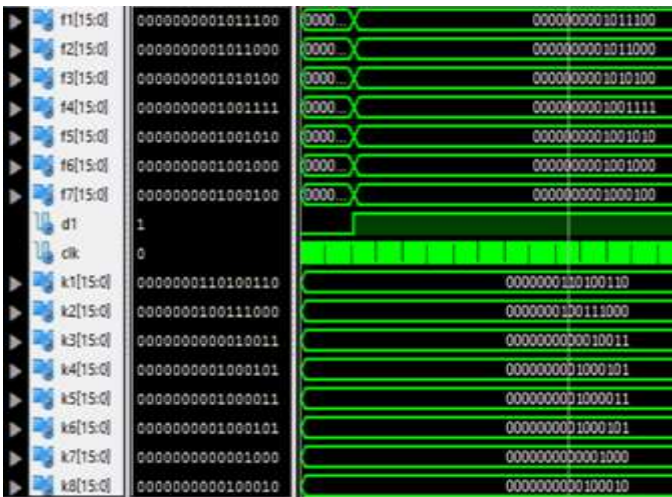 f1[15:0] 0000000001011100 0000... 0000000001011100
f2[15:0] 0000000001011000 0000... 0000000001011000
f3[15:0] 0000000001010100 0000... 0000000001010100
f4[15:0] 0000000001001111 0000... 0000000001001111
f5[15:0] 0000000001001010 0000... 0000000001001010
f6[15:0] 0000000001001000 0000... 0000000001001000
f7[15:0] 0000000001000100 0000... 0000000001000100
d1 1
clk 0
k1[15:0] 0000000110100110 0000000110100110
k2[15:0] 0000000100111000 0000000100111000
k3[15:0] 0000000000010011 0000000000010011
k4[15:0] 0000000001000101 0000000001000101
k5[15:0] 0000000001000011 0000000001000011
k6[15:0] 0000000001000101 0000000001000101
k7[15:0] 0000000000001000 0000000000001000
k8[15:0] 0000000000100010 0000000000100010